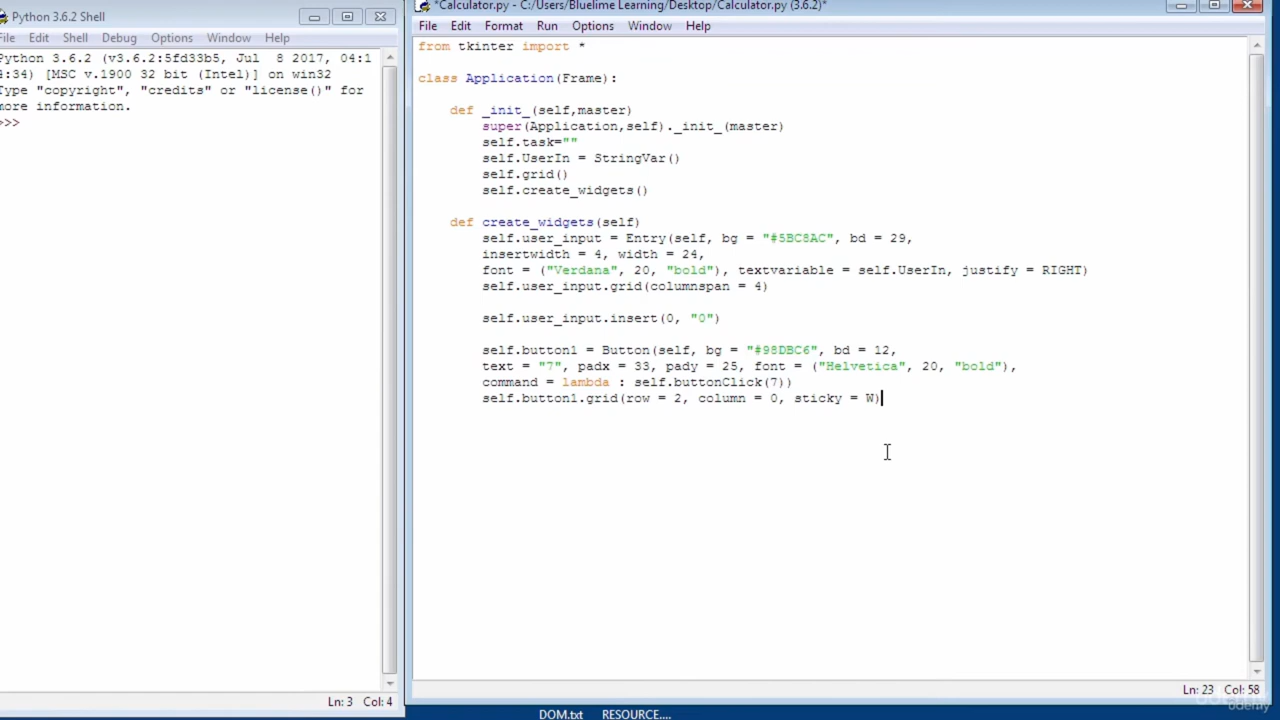 Python 3.6.2 Shell
File Edit Shell Debug Options Window Help
Python 3.6.2 (v3.6.2:5fd33b5, Jul 8 2017, 04:1
:34) [MSC v.1900 32 bit (Intel)] on win32
Type "copyright", "credits" or "license()" for
more information.
>>>
Ln: 3 Col: 4
*Calculator.py - C:/Users/Bluelime Learning/Desktop/Calculator.py (3.6.2)*
File Edit Format Run Options Window Help
from tkinter import *
class Application(Frame):
def _init_(self,master)
super(Application,self)._init_(master)
self.task=""
self.UserIn = StringVar()
self.grid()
self.create_widgets()
def create_widgets(self)
self.user_input = Entry(self, bg = "#5BC8AC", bd = 29,
insertwidth = 4, width = 24,
font = ("Verdana", 20, "bold"), textvariable = self.UserIn, justify = RIGHT)
self.user_input.grid(columnspan = 4)
self.user_input.insert(0, "0")
self.button1 = Button(self, bg = "#98DBC6", bd = 12,
text = "7", padx = 33, pady = 25, font = ("Helvetica", 20, "bold"),
command = lambda : self.buttonClick(7))
self.button1.grid(row = 2, column = 0, sticky = W)
Ln: 23 Col: 58
udemy
DOM.txt RESOURCE....